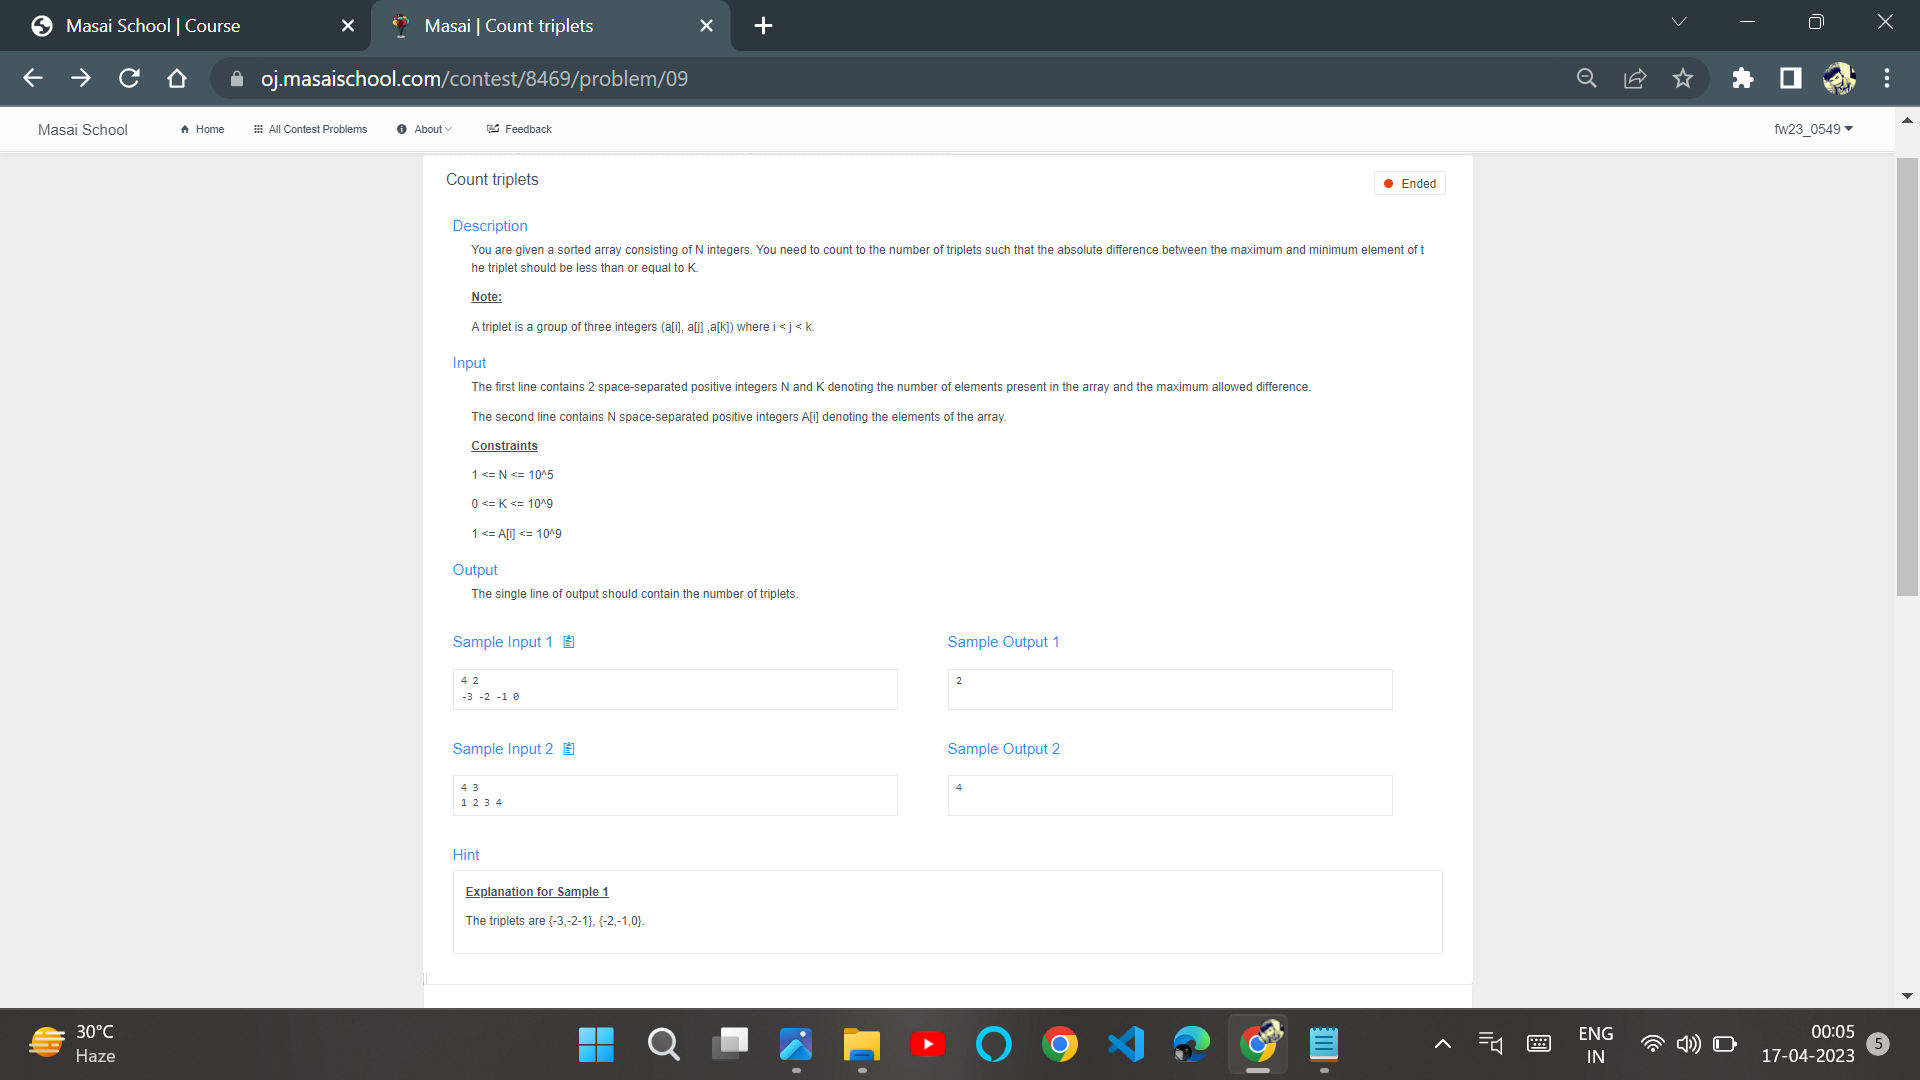 Masai School | Course
Masai | Count triplets
oj.masaischool.com/contest/8469/problem/09
Masai School
Home
All Contest Problems
About
Feedback
fw23_0549
Count triplets
Ended
Description
You are given a sorted array consisting of N integers. You need to count to the number of triplets such that the absolute difference between the maximum and minimum element of t
he triplet should be less than or equal to K.
Note:
A triplet is a group of three integers (a[i], a[j] ,a[k]) where i < j < k.
Input
The first line contains 2 space-separated positive integers N and K denoting the number of elements present in the array and the maximum allowed difference.
The second line contains N space-separated positive integers A[i] denoting the elements of the array.
Constraints
1 <= N <= 10^5
0 <= K <= 10^9
1 <= A[i] <= 10^9
Output
The single line of output should contain the number of triplets.
Sample Input 1
Sample Output 1
4 2
-3 -2 -1 0
2
Sample Input 2
Sample Output 2
4 3
1 2 3 4
4
Hint
Explanation for Sample 1
The triplets are {-3,-2-1}, {-2,-1,0}.
30°C
Haze
ENG
IN
00:05
17-04-2023
5